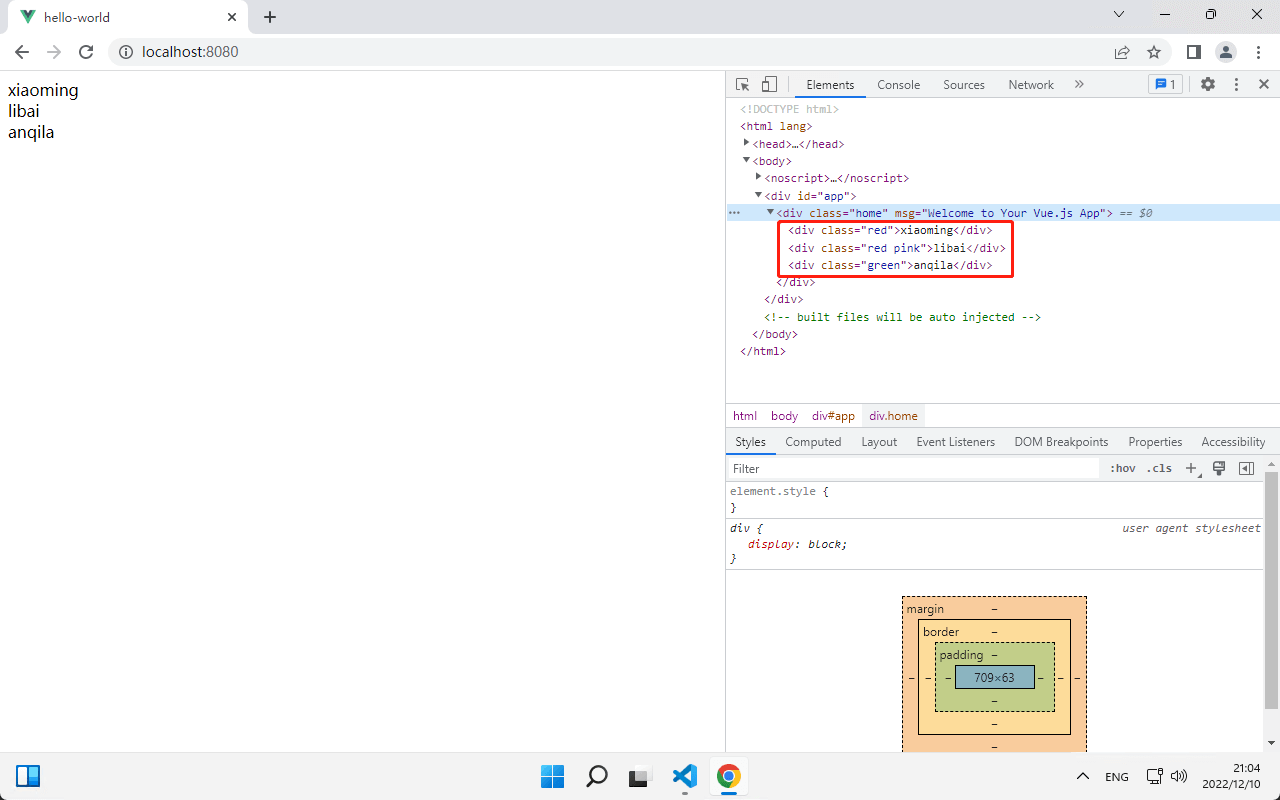 hello-world
localhost:8080
xiaoming
libai
anqila
Elements Console Sources Network 1
<!DOCTYPE html>
<html lang>
<head>…</head>
<body>
<noscript>…</noscript>
<div id="app">
<div class="home" msg="Welcome to Your Vue.js App"> == $0
<div class="red">xiaoming</div>
<div class="red pink">libai</div>
<div class="green">anqila</div>
</div>
</div>
<!-- built files will be auto injected -->
</body>
</html>
html body div#app div.home
Styles Computed Layout Event Listeners DOM Breakpoints Properties Accessibility
Filter :hov .cls
element.style {
}
div { user agent stylesheet
display: block;
}
margin –
border –
padding –
– – – 709×63 – – –
–
–
–
ENG 21:04
2022/12/10